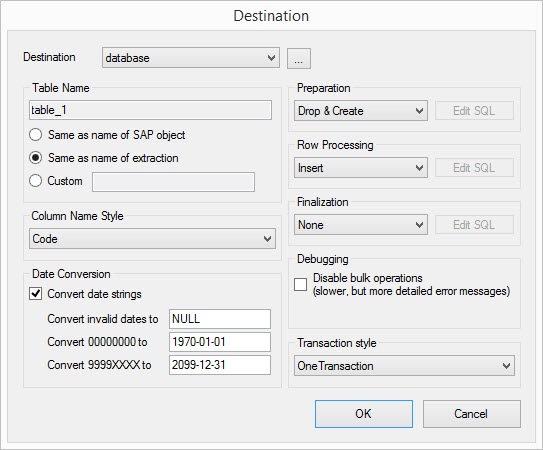 Destination
Destination database ...
Table Name
table_1
Same as name of SAP object
Same as name of extraction
Custom
Column Name Style
Code
Date Conversion
Convert date strings
Convert invalid dates to NULL
Convert 00000000 to 1970-01-01
Convert 9999XXXX to 2099-12-31
Preparation
Drop & Create Edit SQL
Row Processing
Insert Edit SQL
Finalization
None Edit SQL
Debugging
Disable bulk operations
(slower, but more detailed error messages)
Transaction style
OneTransaction
OK Cancel